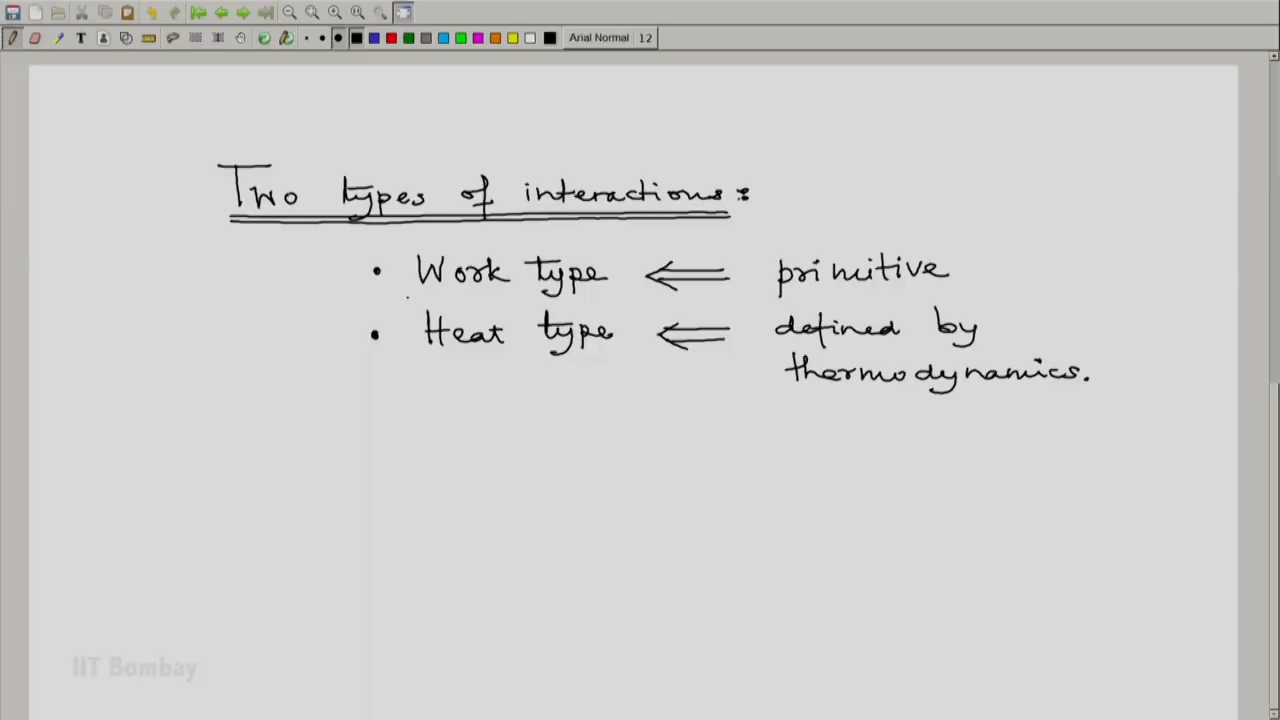 Arial Normal 12
Two types of interactions:
• Work type ⇐ primitive
• Heat type ⇐ defined by
thermodynamics.
IIT Bombay